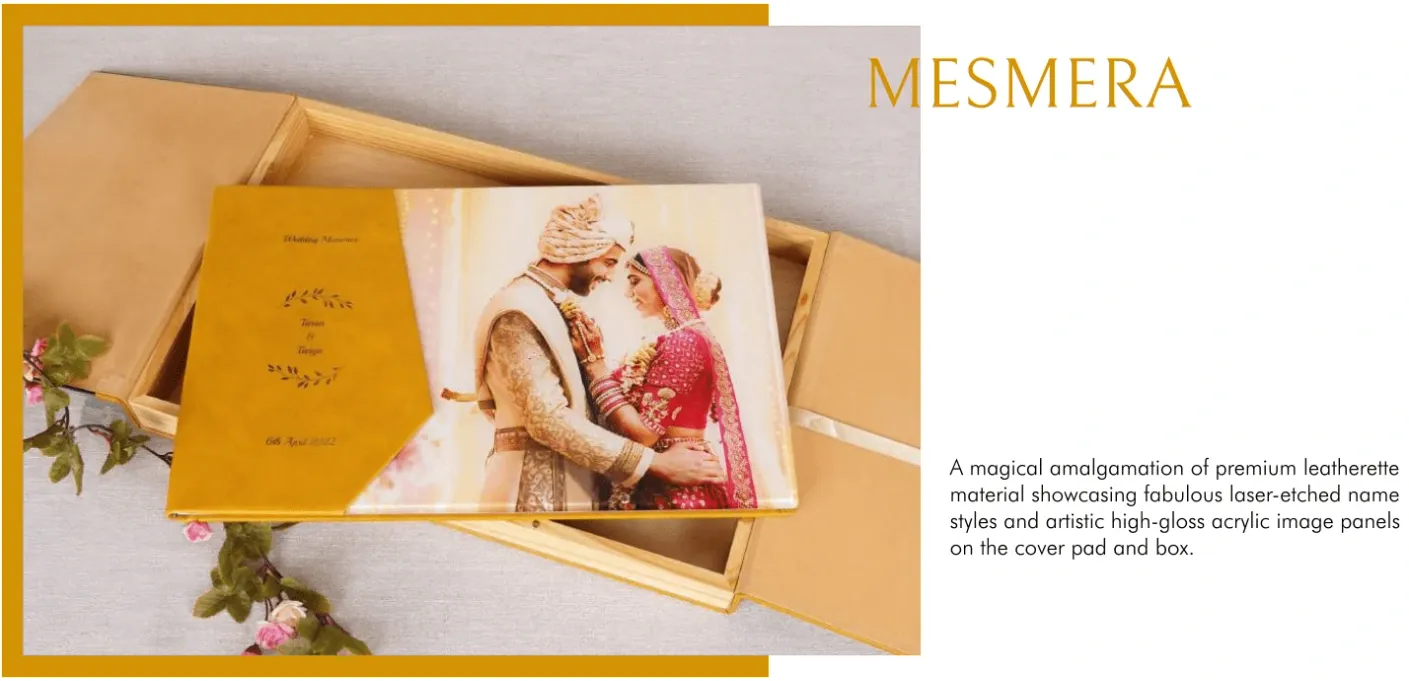 MESMERA
Wedding Memories
&
Tanya
6th April 2022
A magical amalgamation of premium leatherette
material showcasing fabulous laser-etched name
styles and artistic high-gloss acrylic image panels
on the cover pad and box.